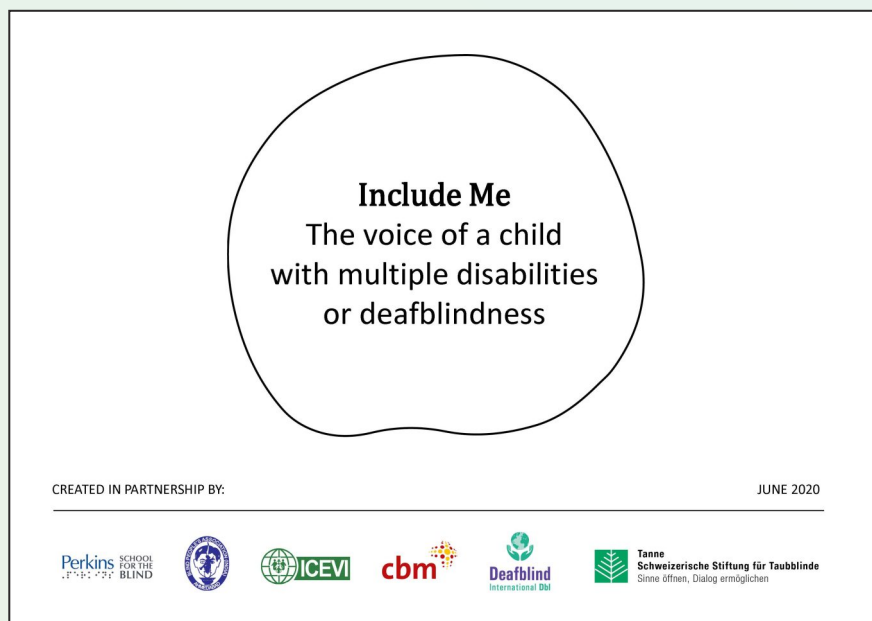 Include Me
The voice of a child
with multiple disabilities
or deafblindness
CREATED IN PARTNERSHIP BY:
JUNE 2020
Perkins SCHOOL FOR THE BLIND
ICEVI
cbm
Deafblind
International DbI
Tanne
Schweizerische Stiftung für Taubblinde
Sinne öffnen, Dialog ermöglichen